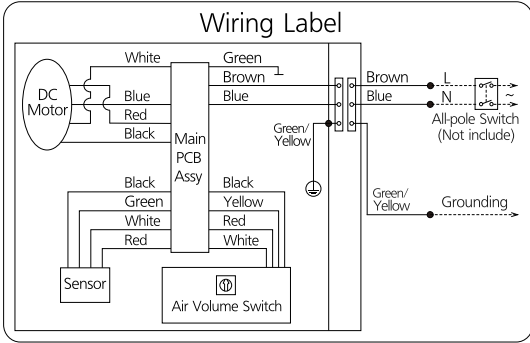 Wiring Label
White
Green
Brown
Brown
L
DC
Motor
Blue
Blue
Blue
N
~
Red
All-pole Switch
(Not include)
Black
Main
PCB
Assy
Green/
Yellow
Black
Black
Green
Yellow
Green/
Yellow
Grounding
White
Red
Red
White
Sensor
Air Volume Switch